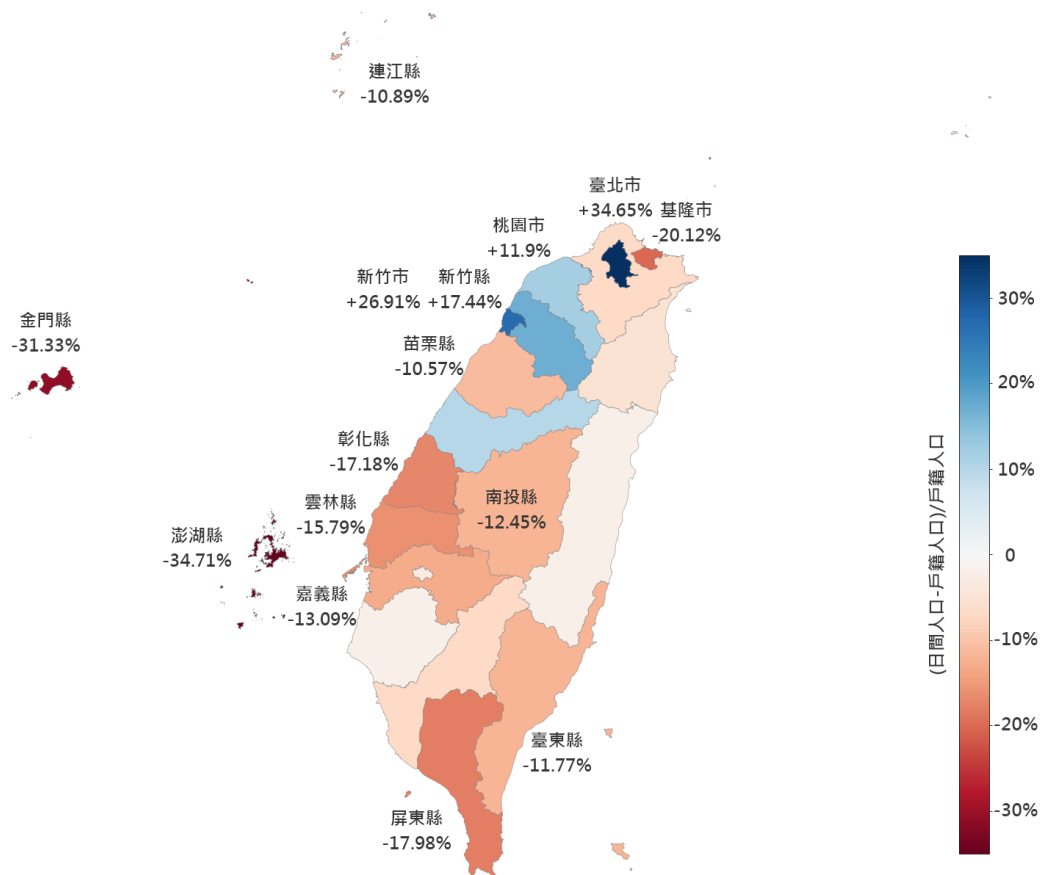 連江縣
-10.89%
臺北市
+34.65%
基隆市
-20.12%
桃園市
+11.9%
新竹市
+26.91%
新竹縣
+17.44%
金門縣
-31.33%
苗栗縣
-10.57%
彰化縣
-17.18%
雲林縣
-15.79%
南投縣
-12.45%
澎湖縣
-34.71%
嘉義縣
-13.09%
臺東縣
-11.77%
屏東縣
-17.98%
(日間人口-戶籍人口)/戶籍人口
30%
20%
10%
0
-10%
-20%
-30%